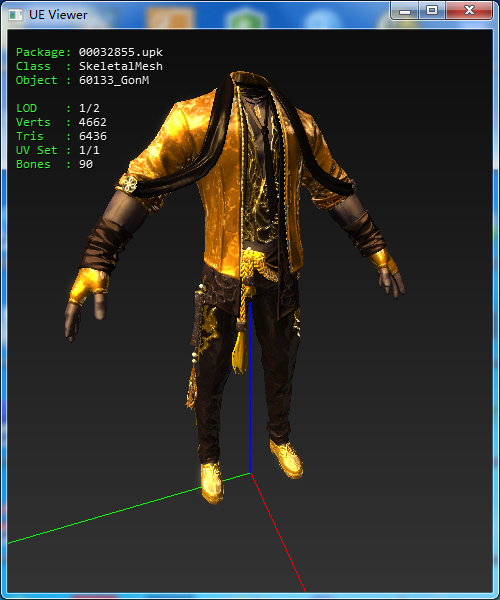 UE Viewer
Package: 00032855.upk
Class : SkeletalMesh
Object : 60133_GonM
LOD : 1/2
Verts : 4662
Tris : 6436
UV Set : 1/1
Bones : 90